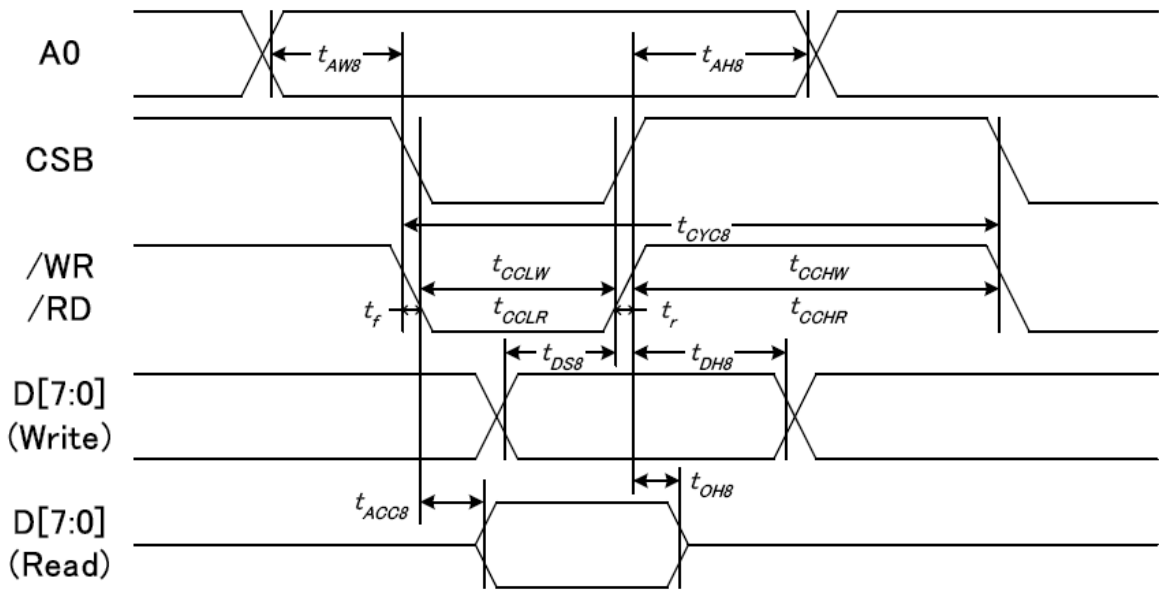 A0
tAW8
tAH8
CSB
tCYC8
/WR
/RD
tCCLW
tCCHW
tf
tCCLR
tr
tCCHR
tDS8
tDH8
D[7:0]
(Write)
tACC8
tOH8
D[7:0]
(Read)